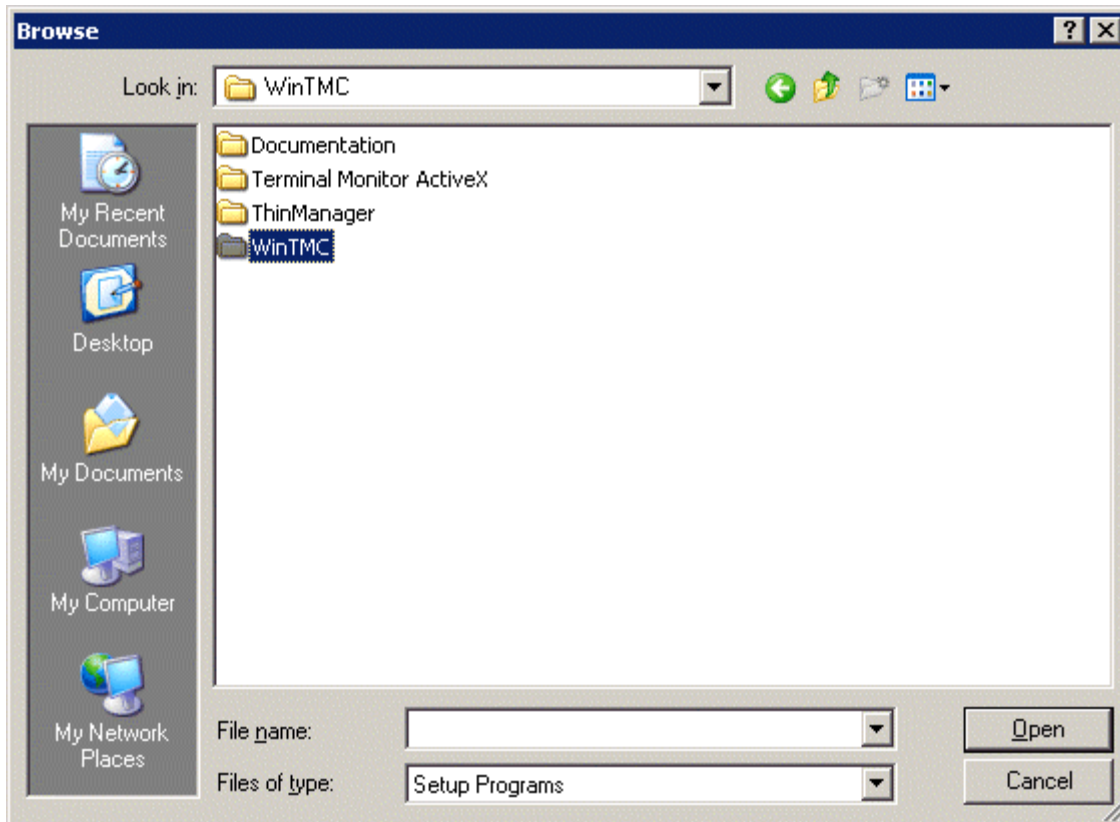 Browse
Look in: WinTMC
Documentation
Terminal Monitor ActiveX
ThinManager
WinTMC
My Recent
Documents
Desktop
My Documents
My Computer
My Network
Places
File name:
Open
Files of type: Setup Programs
Cancel